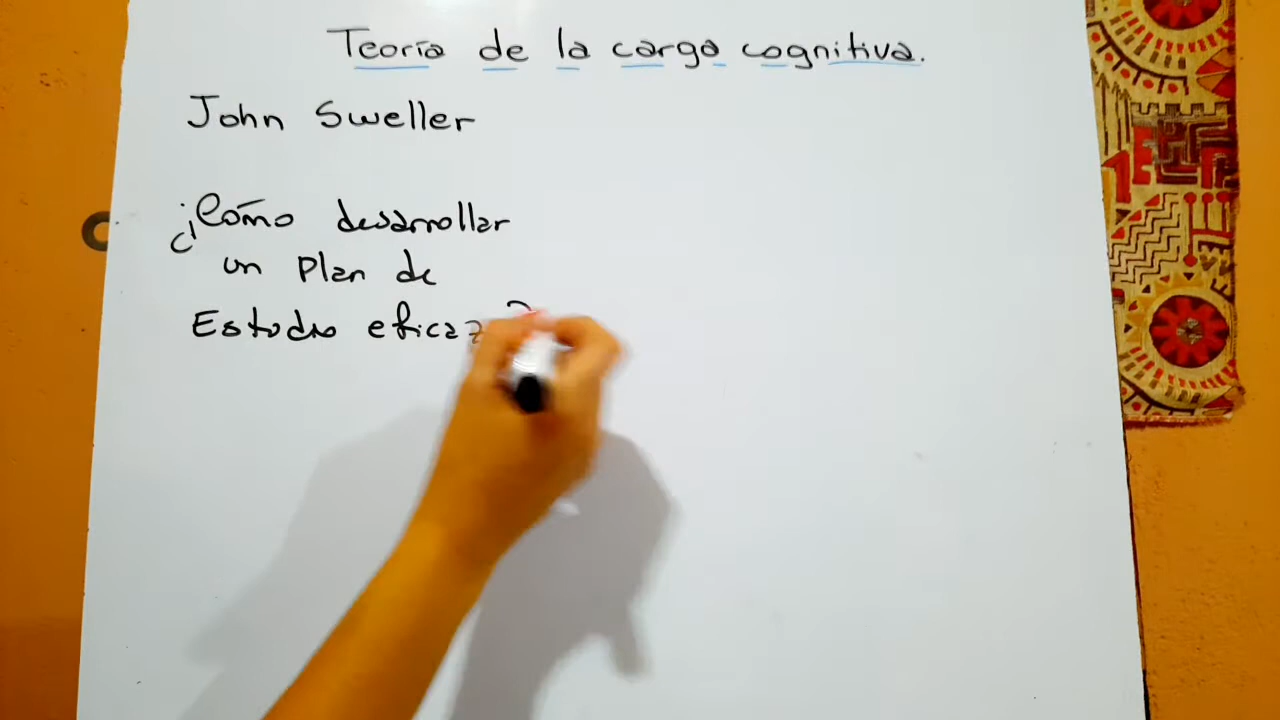 Teoría de la carga cognitiva.
John Sweller
¿Cómo desarrollar
un plan de
Estudio eficaz ?